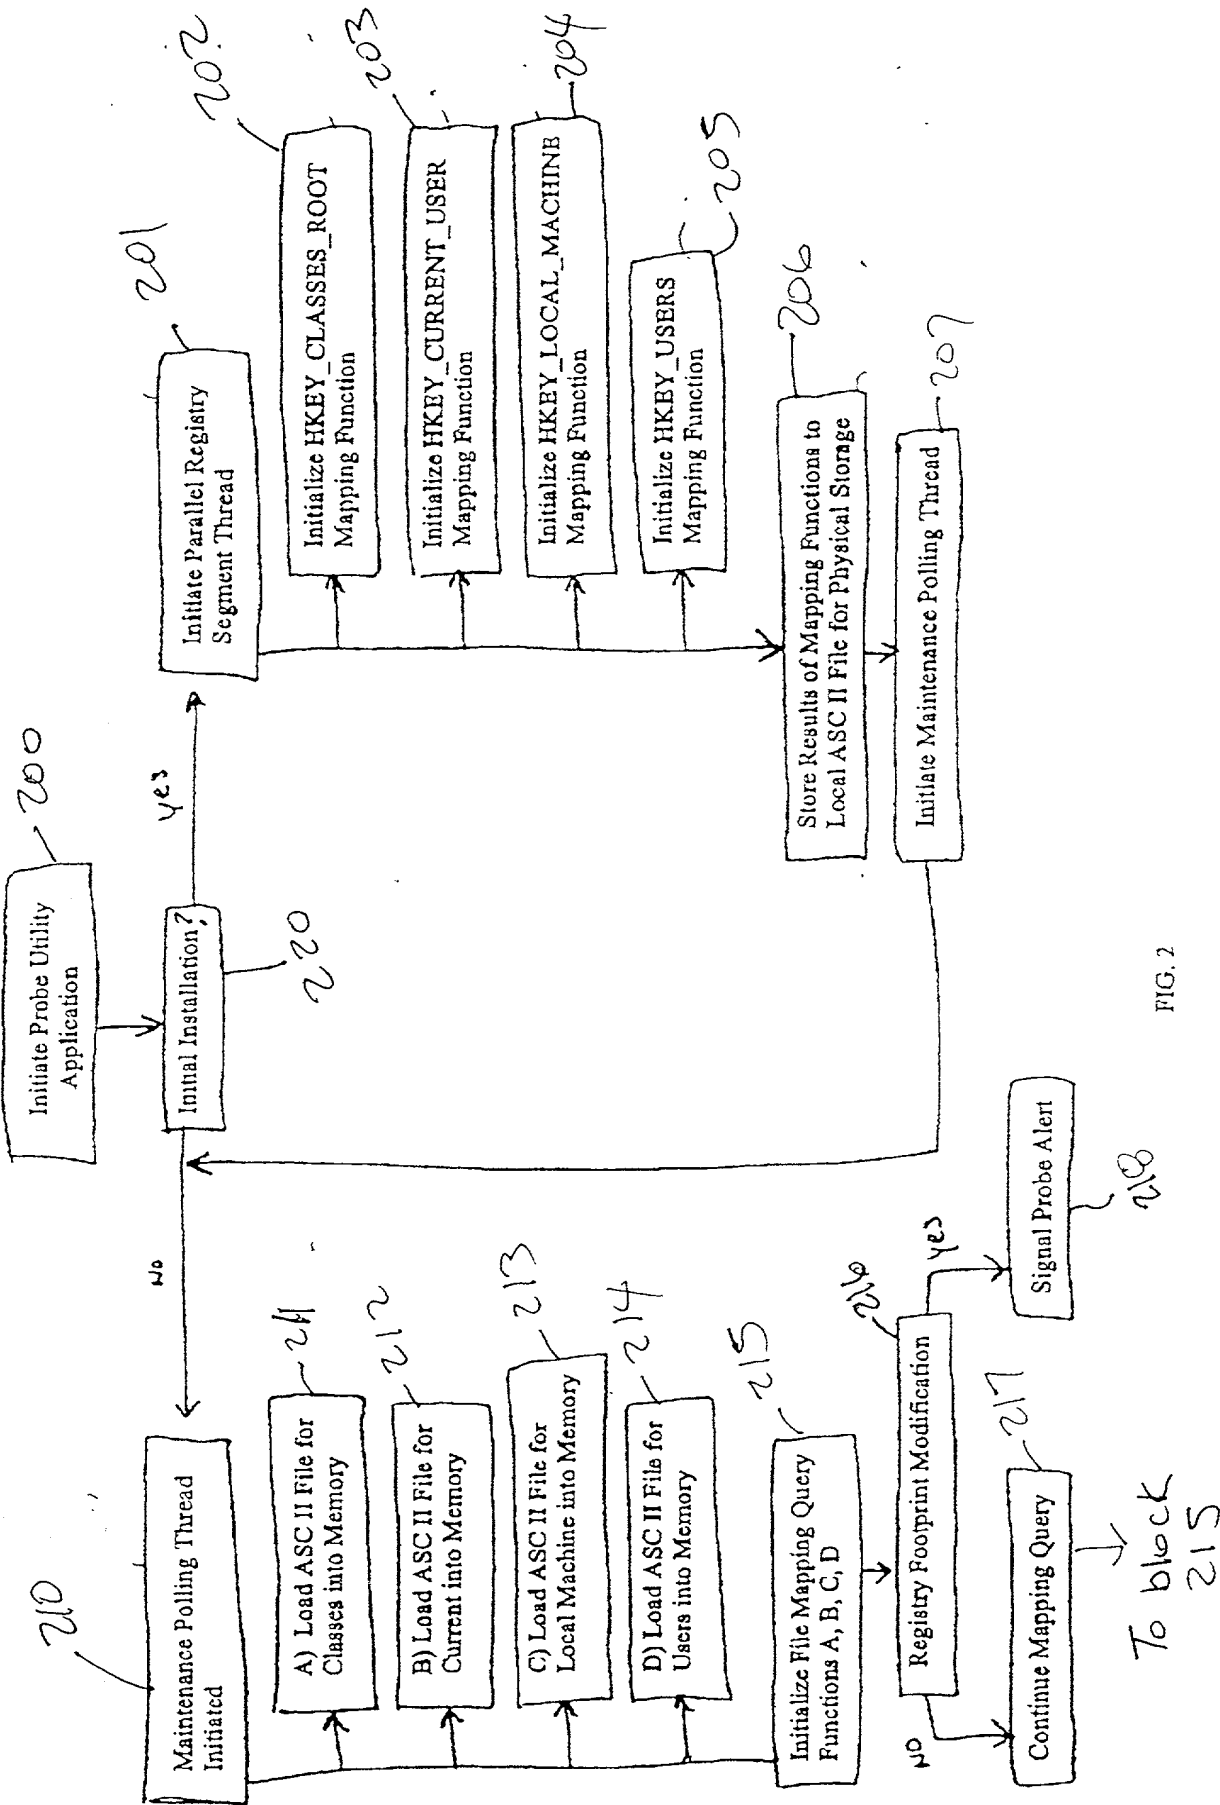 Initiate Probe Utility
Application
200
Initial Installation?
220
yes
NO
Initiate Parallel Registry
Segment Thread
201
Initialize HKEY_CLASSES_ROOT
Mapping Function
202
Initialize HKEY_CURRENT_USER
Mapping Function
203
Initialize HKEY_LOCAL_MACHINE
Mapping Function
204
Initialize HKEY_USERS
Mapping Function
205
Store Results of Mapping Functions to
Local ASC II File for Physical Storage
206
Initiate Maintenance Polling Thread
207
Maintenance Polling Thread
Initiated
210
A) Load ASC II File for
Classes into Memory
211
B) Load ASC II File for
Current into Memory
212
C) Load ASC II File for
Local Machine into Memory
213
D) Load ASC II File for
Users into Memory
214
Initialize File Mapping Query
Functions A, B, C, D
215
Registry Footprint Modification
216
NO
yes
Continue Mapping Query
217
To block
215
Signal Probe Alert
218
FIG. 2